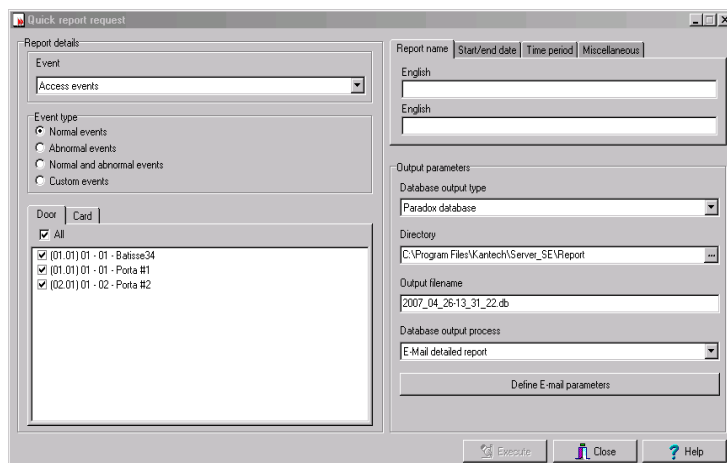 Quick report request
Report details
Event
Access events
Event type
Normal events
Abnormal events
Normal and abnormal events
Custom events
Door Card
All
(01.01) 01 - 01 - Batisse34
(01.01) 01 - Porta #1
(02.01) 01 - 02 - Porta #2
Report name Start/end date Time period Miscellaneous
English
English
Output parameters
Database output type
Paradox database
Directory
C:\Program Files\Kantech\Server_SE\Report
...
Output filename
2007_04_26-13_31_22.db
Database output process
E-Mail detailed report
Define E-mail parameters
Execute Close Help